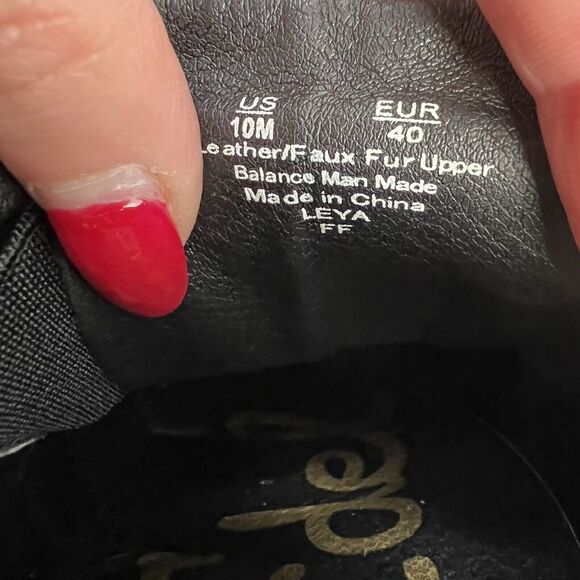 US EUR
10M 40
Leather/Faux Fur Upper
Balance Man Made
Made in China
LEYA
FF